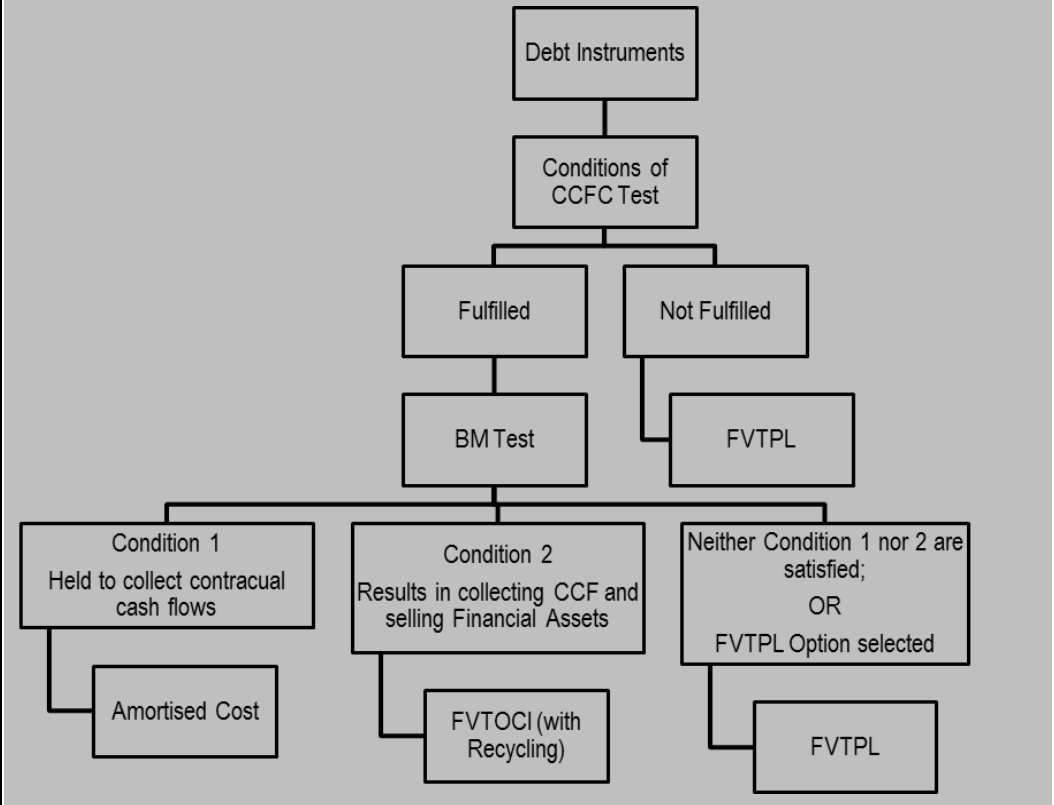 Debt Instruments
Conditions of
CCFC Test
Fulfilled
Not Fulfilled
BM Test
FVTPL
Condition 1
Held to collect contracual
cash flows
Condition 2
Results in collecting CCF and
selling Financial Assets
Neither Condition 1 nor 2 are
satisfied;
OR
FVTPL Option selected
Amortised Cost
FVTOCI (with
Recycling)
FVTPL